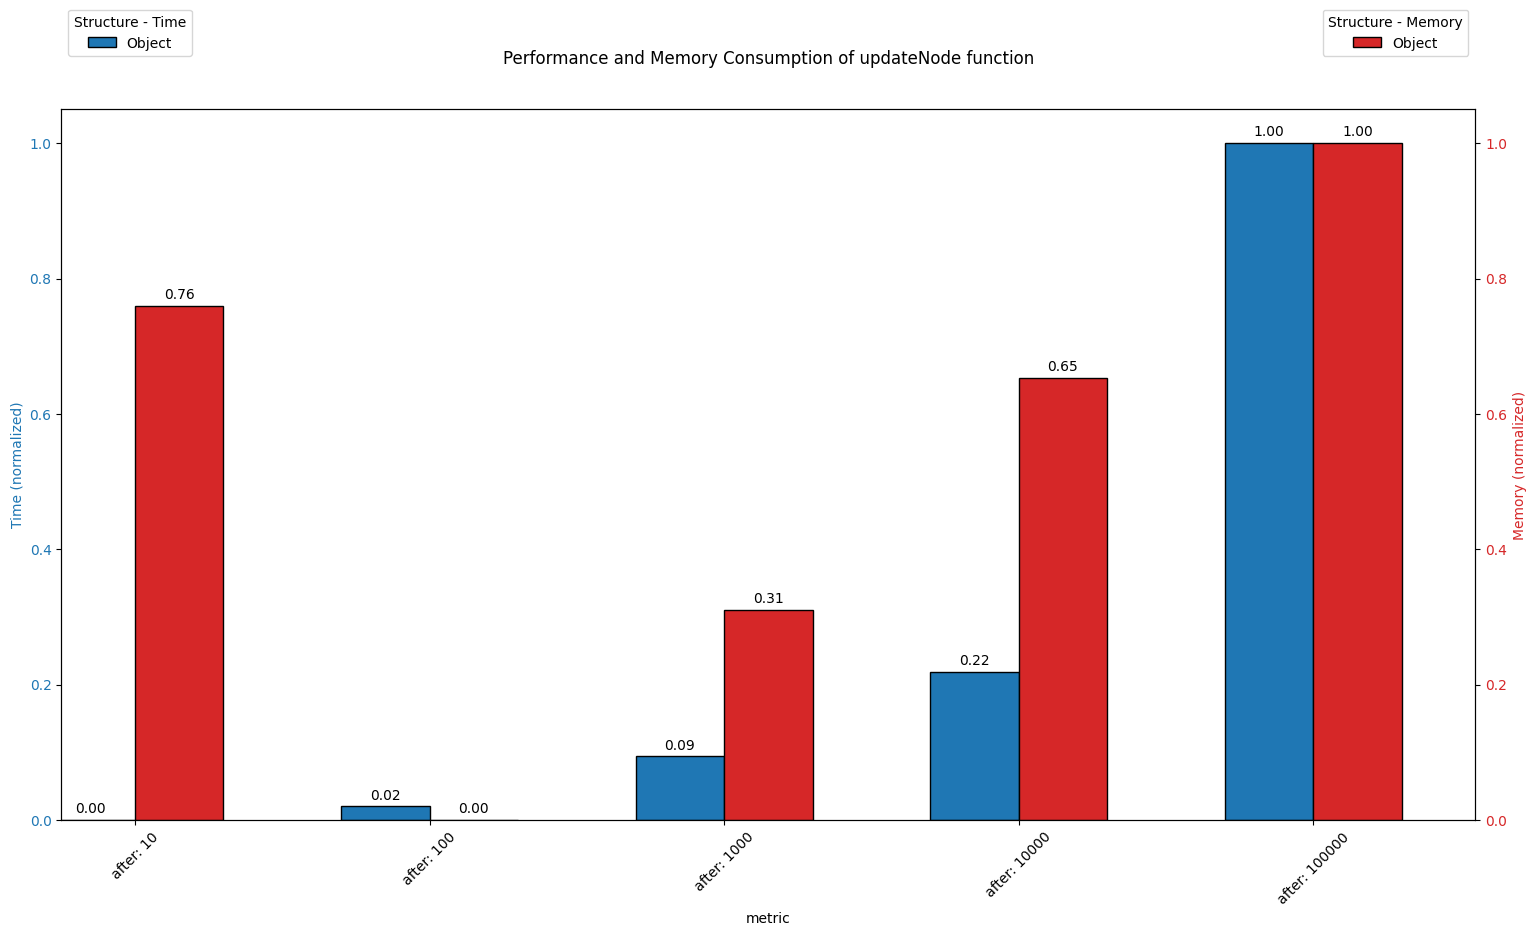 Structure - Time
Object
Structure - Memory
Object
Performance and Memory Consumption of updateNode function
Time (normalized)
1.0
0.8
0.6
0.4
0.2
0.0
0.00
0.76
0.02
0.00
0.09
0.31
0.22
0.65
1.00
1.00
1.0
0.8
0.6
0.4
0.2
0.0
Memory (normalized)
after: 10
after: 100
after: 1000
after: 10000
after: 100000
metric